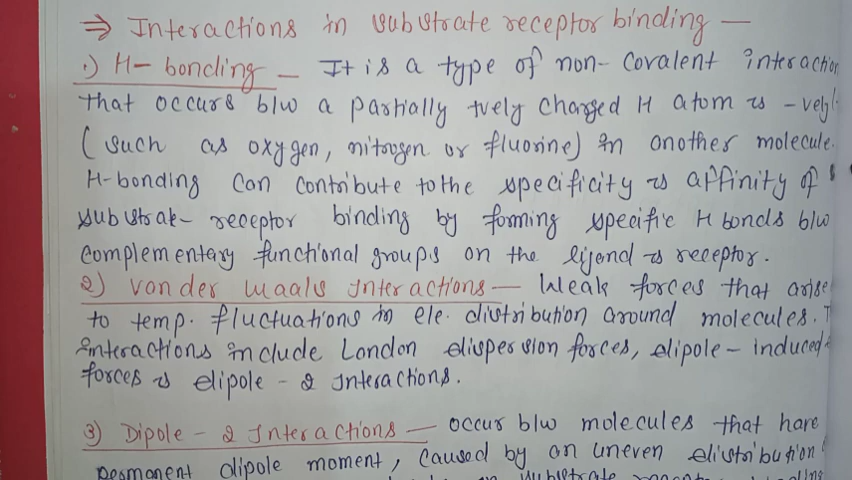 ⇒ Interactions in substrate receptor binding —
1) H-bonding — It is a type of non-covalent interaction
that occurs b/w a partially +vely charged H atom & -vely
(such as oxygen, nitrogen or fluorine) in another molecule.
H-bonding can contribute to the specificity & affinity of
substrate-receptor binding by forming specific H bonds b/w
complementary functional groups on the ligend & receptor.
2) Vander waals Interactions — Weak forces that arise
to temp. fluctuations in ele. distribution around molecules.
interactions include London dispersion forces, dipole-induced
forces & dipole-2 Interactions.
3) Dipole-2 Interactions — occur b/w molecules that have
permanent dipole moment, caused by an uneven distribution
substrate